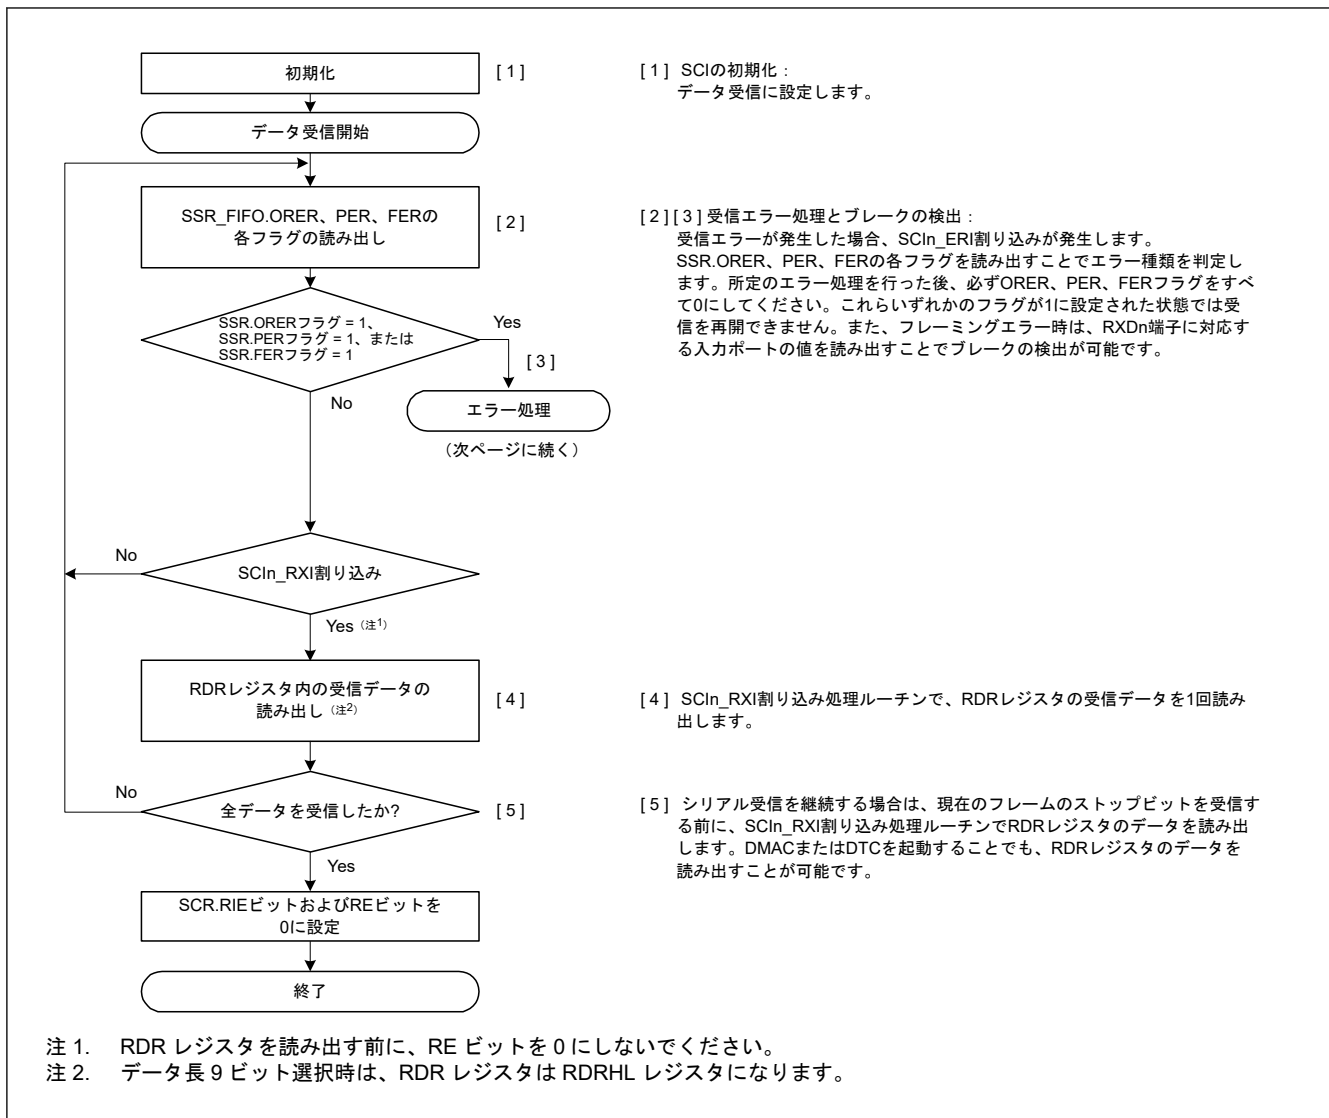 初期化
[ 1 ]
[ 1 ] SCIの初期化：
データ受信に設定します。
データ受信開始
SSR_FIFO.ORER、PER、FERの
各フラグの読み出し
[ 2 ]
[ 2 ] [ 3 ] 受信エラー処理とブレークの検出：
受信エラーが発生した場合、SCIn_ERI割り込みが発生します。
SSR.ORER、PER、FERの各フラグを読み出すことでエラー種類を判定し
ます。所定のエラー処理を行った後、必ずORER、PER、FERフラグをすべ
て0にしてください。これらいずれかのフラグが1に設定された状態では受
信を再開できません。また、フレーミングエラー時は、RXDn端子に対応す
る入力ポートの値を読み出すことでブレークの検出が可能です。
SSR.ORERフラグ = 1、
SSR.PERフラグ = 1、または
SSR.FERフラグ = 1
Yes
[ 3 ]
No
エラー処理
（次ページに続く）
No
SCIn_RXI割り込み
Yes（注1）
RDRレジスタ内の受信データの
読み出し（注2）
[ 4 ]
[ 4 ] SCIn_RXI割り込み処理ルーチンで、RDRレジスタの受信データを1回読み
出します。
No
全データを受信したか?
[ 5 ]
[ 5 ] シリアル受信を継続する場合は、現在のフレームのストップビットを受信す
る前に、SCIn_RXI割り込み処理ルーチンでRDRレジスタのデータを読み出
します。DMACまたはDTCを起動することでも、RDRレジスタのデータを
読み出すことが可能です。
Yes
SCR.RIEビットおよびREビットを
0に設定
終了
注 1. RDR レジスタを読み出す前に、RE ビットを 0 にしないでください。
注 2. データ長 9 ビット選択時は、RDR レジスタは RDRHL レジスタになります。